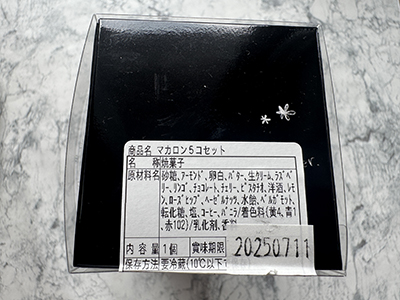 商品名 マカロン5コセット
名 称 焼菓子
原材料名 砂糖、アーモンド、卵白、バター、生クリーム、ラズベ
リー、リンゴ、チョコレート、チェリー、ピスタチオ、洋酒、レモ
ン、ローズヒップ、ヘーゼルナッツ、水飴、ベルガモット、
転化糖、塩、コーヒー、バニラ/着色料(黄4、青1
、赤102)/乳化剤、香料
内 容 量 1個 賞味期限 20250711
保存方法 要冷蔵(10℃以下